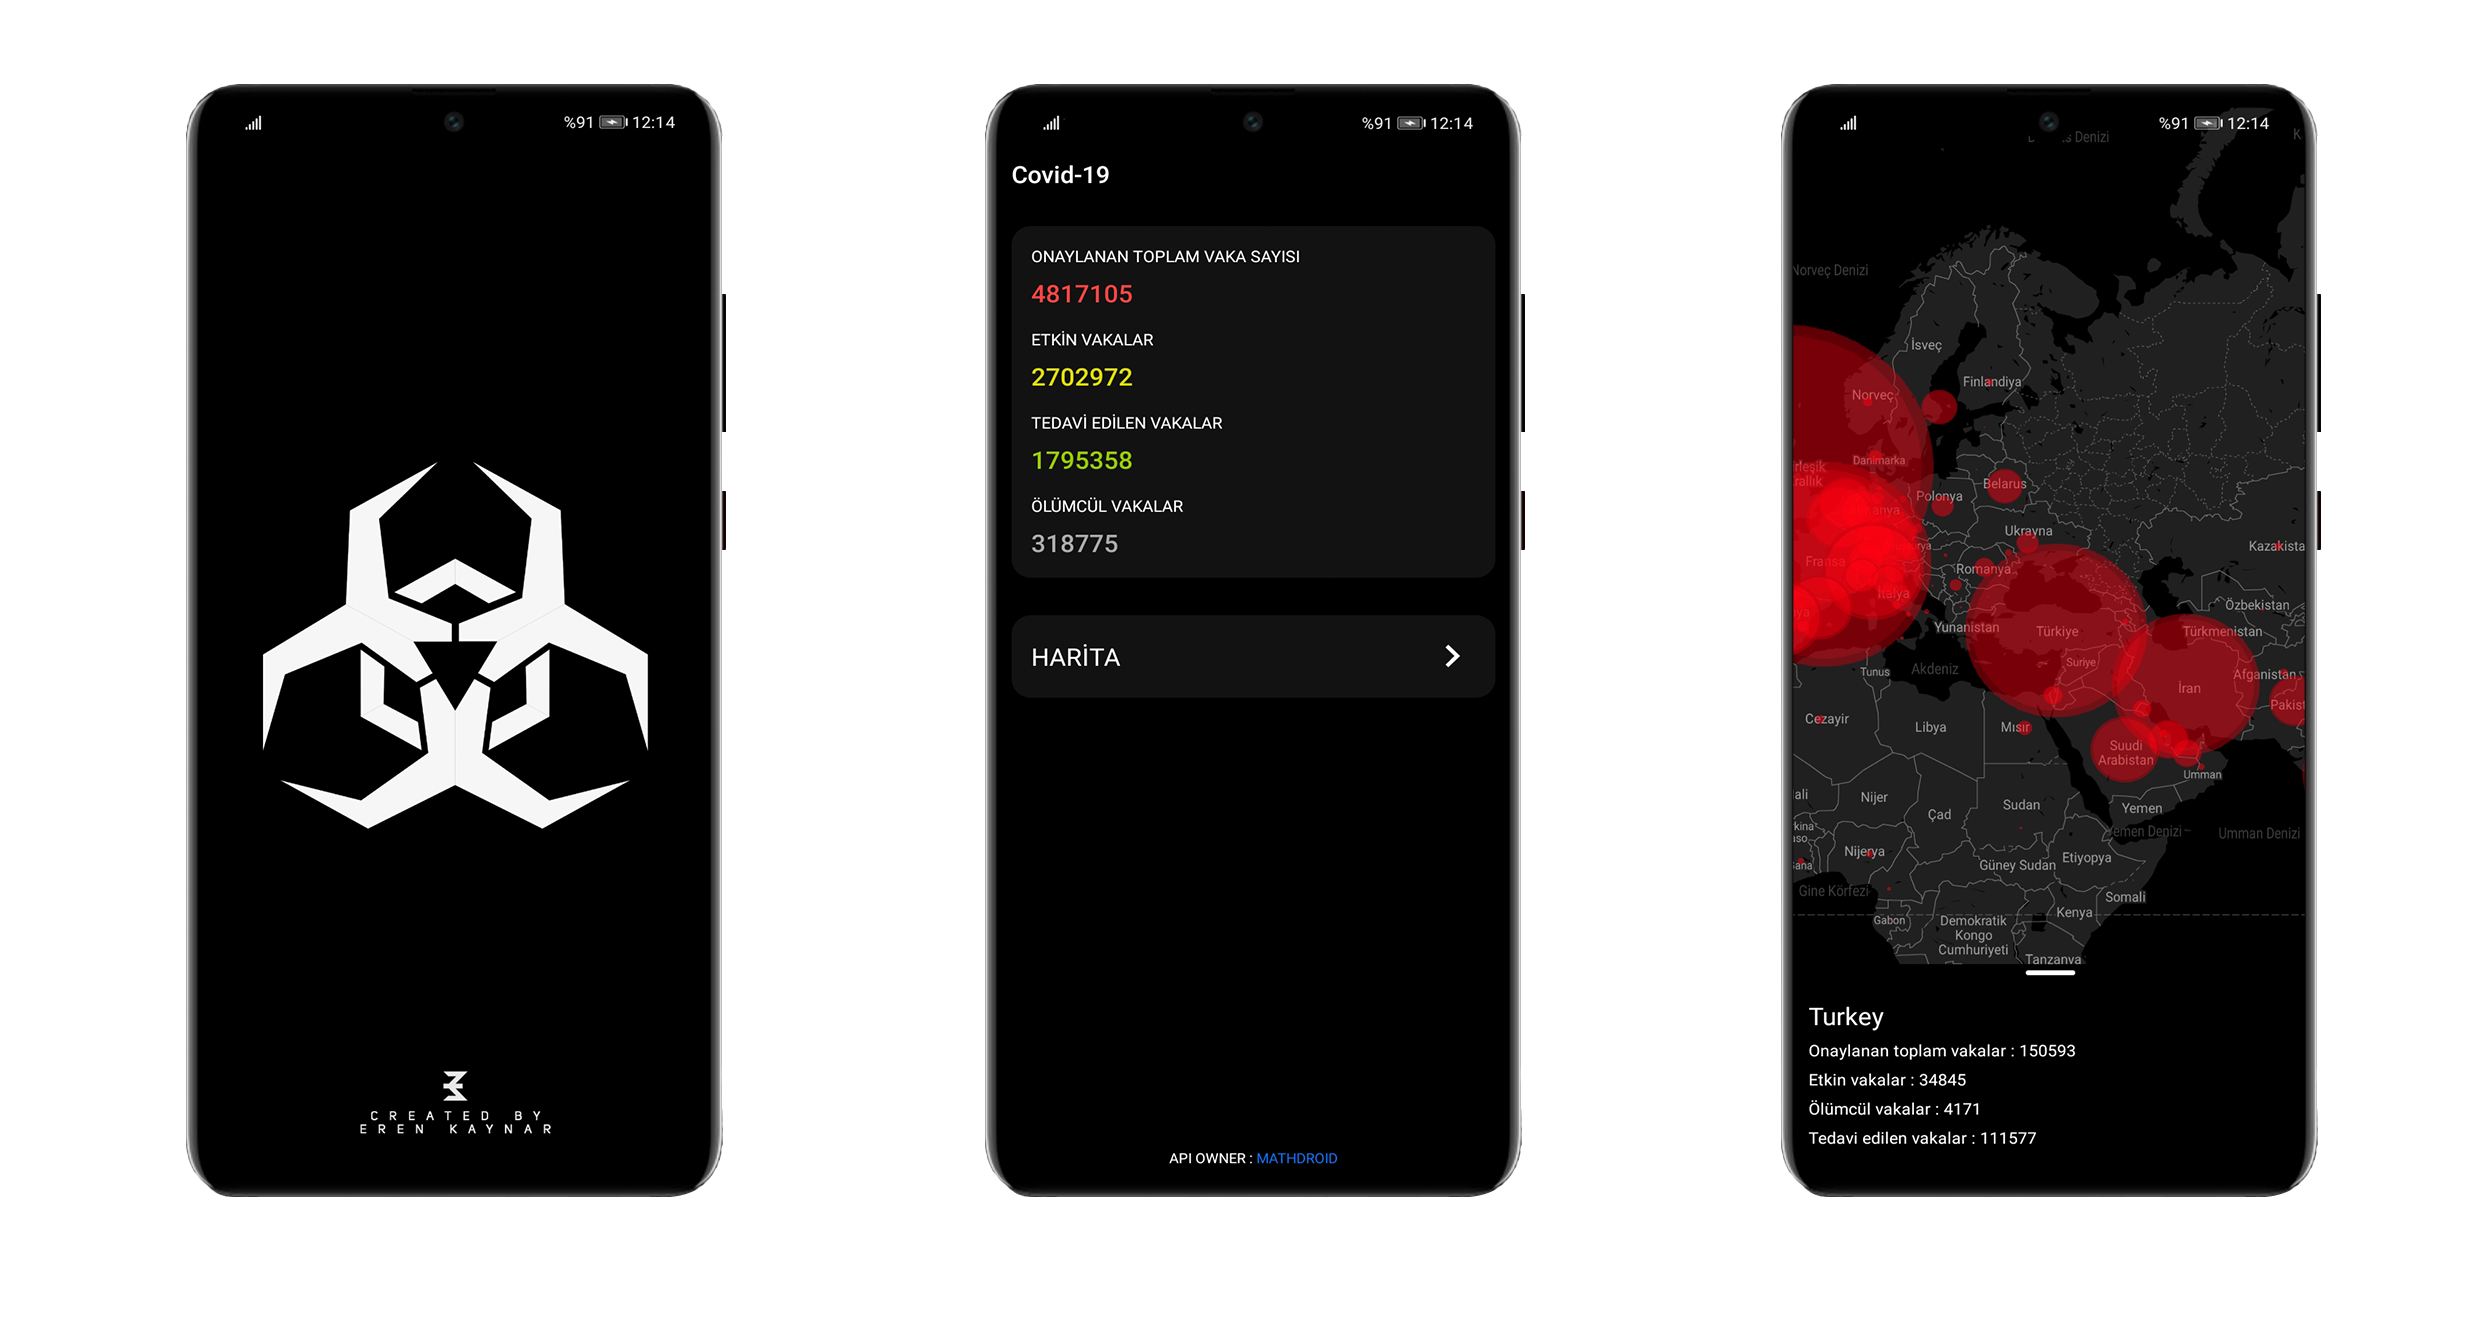 %91 12:14
CREATED BY
EREN KAYNAR
%91 12:14
Covid-19
ONAYLANAN TOPLAM VAKA SAYISI
4817105
ETKİN VAKALAR
2702972
TEDAVİ EDİLEN VAKALAR
1795358
ÖLÜMCÜL VAKALAR
318775
HARİTA
API OWNER : MATHDROID
%91 12:14
Denizi
Norveç Denizi
İsveç
Finlandiya
Norveç
Danimarka
Belarus
Polonya
Ukrayna
Kazakista
Fransa
Romanya
İtalya
Özbekistan
Yunanistan
Türkiye
Türkmenistan
Suriye
Tunus
Akdeniz
Afganistan
İran
Pakist
Cezayir
Libya
Mısır
Suudi
Arabistan
Umman
ali
Nijer
Çad
Sudan
Yemen
emen Denizi
Umman Denizi
Nijerya
Güney Sudan
Etiyopya
Gine Körfezi
Somali
Kenya
Gabon
Demokratik
Kongo
Cumhuriyeti
Tanzanya
Turkey
Onaylanan toplam vakalar : 150593
Etkin vakalar : 34845
Ölümcül vakalar : 4171
Tedavi edilen vakalar : 111577